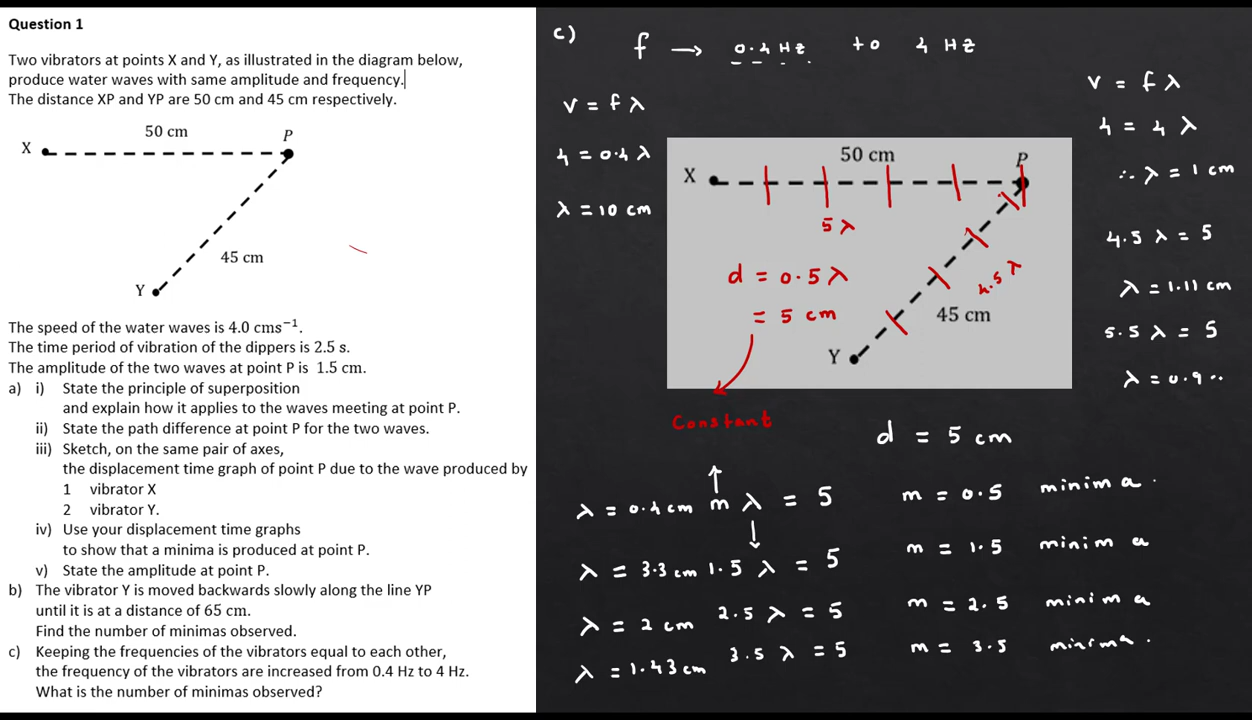 Question 1
Two vibrators at points X and Y, as illustrated in the diagram below,
produce water waves with same amplitude and frequency.
The distance XP and YP are 50 cm and 45 cm respectively.
50 cm
X
P
45 cm
Y
The speed of the water waves is 4.0 cms⁻¹.
The time period of vibration of the dippers is 2.5 s.
The amplitude of the two waves at point P is 1.5 cm.
a) i) State the principle of superposition
and explain how it applies to the waves meeting at point P.
ii) State the path difference at point P for the two waves.
iii) Sketch, on the same pair of axes,
the displacement time graph of point P due to the wave produced by
1 vibrator X
2 vibrator Y.
iv) Use your displacement time graphs
to show that a minima is produced at point P.
v) State the amplitude at point P.
b) The vibrator Y is moved backwards slowly along the line YP
until it is at a distance of 65 cm.
Find the number of minimas observed.
c) Keeping the frequencies of the vibrators equal to each other,
the frequency of the vibrators are increased from 0.4 Hz to 4 Hz.
What is the number of minimas observed?
c) f → 0.4 Hz to 4 Hz
v = f λ
4 = 0.4 λ
λ = 10 cm
50 cm
X
P
5 λ
4.5 λ
d = 0.5 λ
= 5 cm
45 cm
Y
Constant
v = f λ
4 = 4 λ
∴ λ = 1 cm
4.5 λ = 5
λ = 1.11 cm
5.5 λ = 5
λ = 0.9..
d = 5 cm
λ = 0.4 cm m λ = 5 m = 0.5 minima.
λ = 3.3 cm 1.5 λ = 5 m = 1.5 minima
λ = 2 cm 2.5 λ = 5 m = 2.5 minima
λ = 1.43 cm 3.5 λ = 5 m = 3.5 minima.